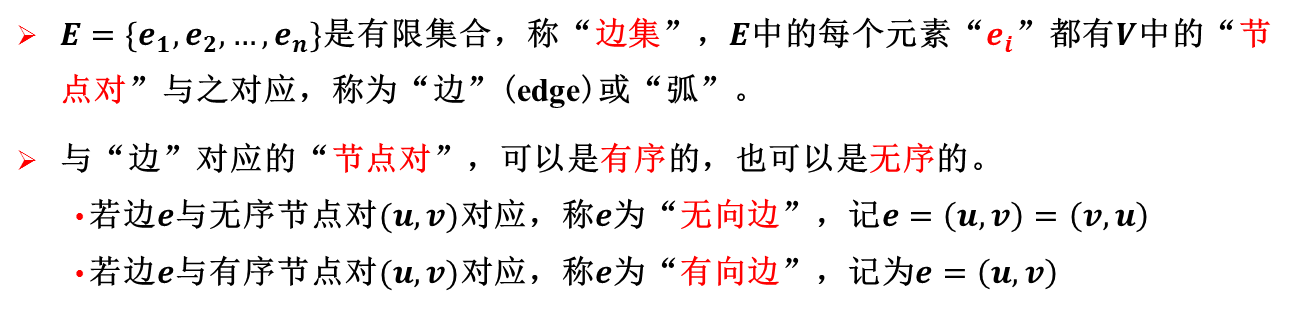 ➢ E = {e₁, e₂, …, eₙ}是有限集合，称“边集”，E中的每个元素“eᵢ”都有V中的“节
点对”与之对应，称为“边”(edge)或“弧”。
➢ 与“边”对应的“节点对”，可以是有序的，也可以是无序的。
•若边e与无序节点对(u, v)对应，称e为“无向边”，记e = (u, v) = (v, u)
•若边e与有序节点对(u, v)对应，称e为“有向边”，记为e = (u, v)